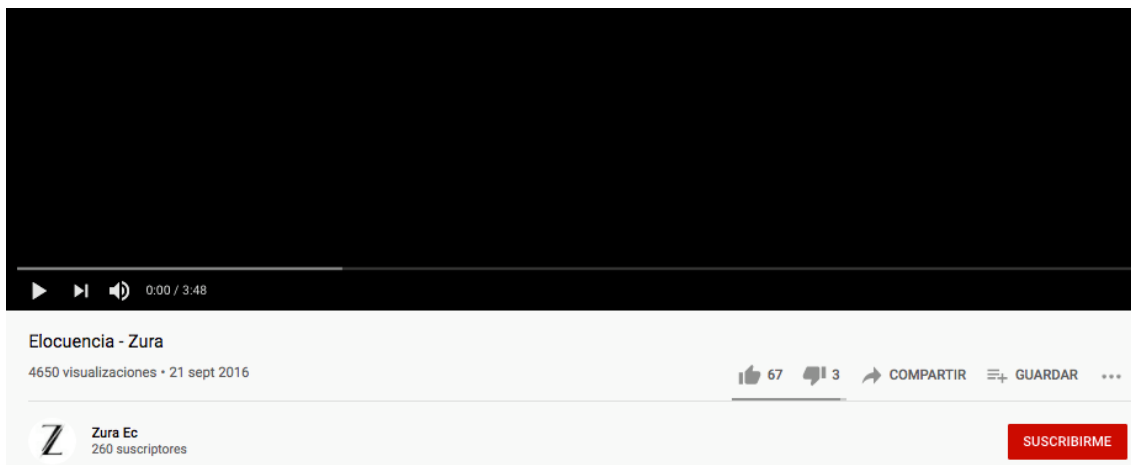 0:00 / 3:48
Elocuencia - Zura
4650 visualizaciones • 21 sept 2016
67 3 COMPARTIR GUARDAR
Z
Zura Ec
260 suscriptores
SUSCRIBIRME